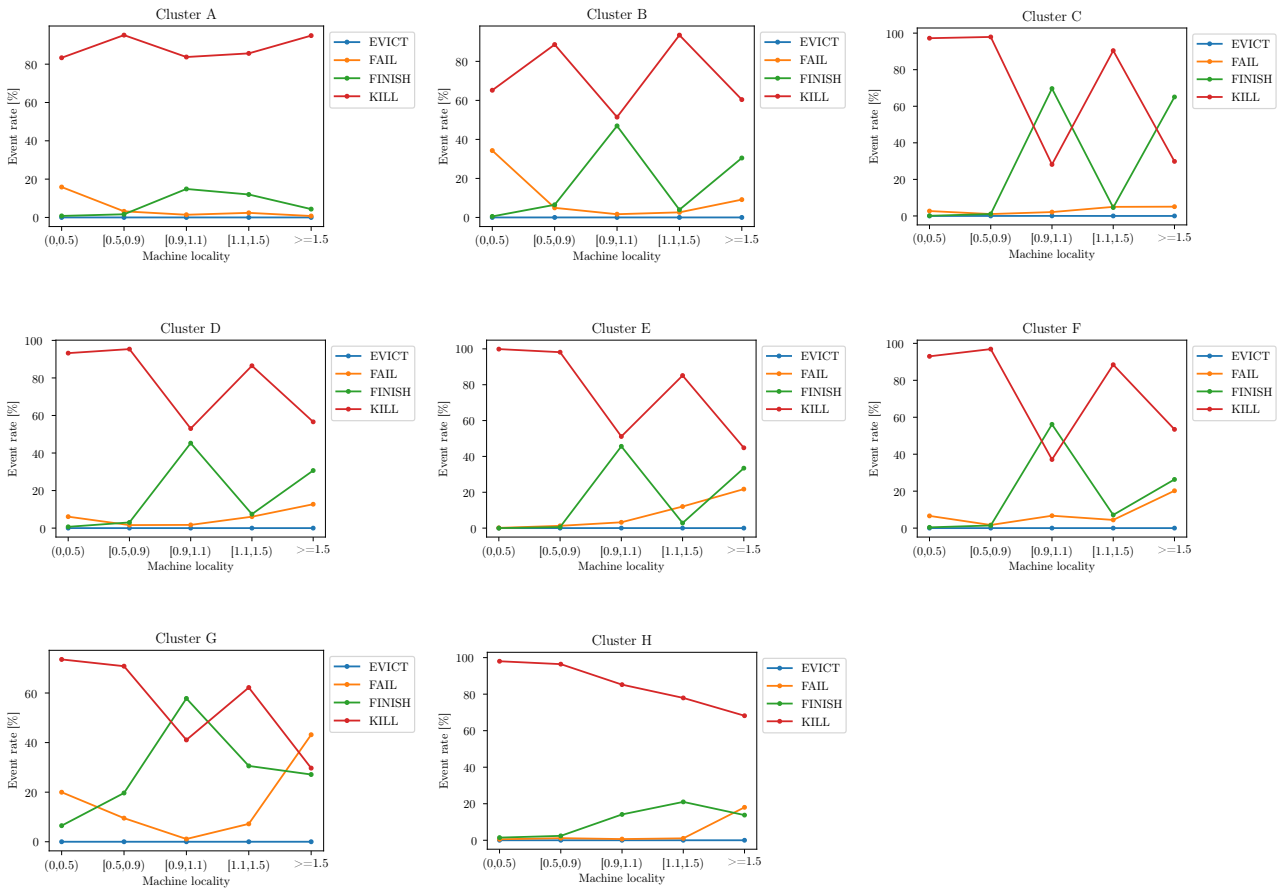 Cluster A
Event rate [%]
80
60
40
20
0
(0,0.5) [0.5,0.9) [0.9,1.1) [1.1,1.5) >=1.5
Machine locality
EVICT
FAIL
FINISH
KILL
Cluster B
Event rate [%]
80
60
40
20
0
(0,0.5) [0.5,0.9) [0.9,1.1) [1.1,1.5) >=1.5
Machine locality
EVICT
FAIL
FINISH
KILL
Cluster C
Event rate [%]
100
80
60
40
20
0
(0,0.5) [0.5,0.9) [0.9,1.1) [1.1,1.5) >=1.5
Machine locality
EVICT
FAIL
FINISH
KILL
Cluster D
Event rate [%]
100
80
60
40
20
0
(0,0.5) [0.5,0.9) [0.9,1.1) [1.1,1.5) >=1.5
Machine locality
EVICT
FAIL
FINISH
KILL
Cluster E
Event rate [%]
100
80
60
40
20
0
(0,0.5) [0.5,0.9) [0.9,1.1) [1.1,1.5) >=1.5
Machine locality
EVICT
FAIL
FINISH
KILL
Cluster F
Event rate [%]
100
80
60
40
20
0
(0,0.5) [0.5,0.9) [0.9,1.1) [1.1,1.5) >=1.5
Machine locality
EVICT
FAIL
FINISH
KILL
Cluster G
Event rate [%]
60
40
20
0
(0,0.5) [0.5,0.9) [0.9,1.1) [1.1,1.5) >=1.5
Machine locality
EVICT
FAIL
FINISH
KILL
Cluster H
Event rate [%]
100
80
60
40
20
0
(0,0.5) [0.5,0.9) [0.9,1.1) [1.1,1.5) >=1.5
Machine locality
EVICT
FAIL
FINISH
KILL